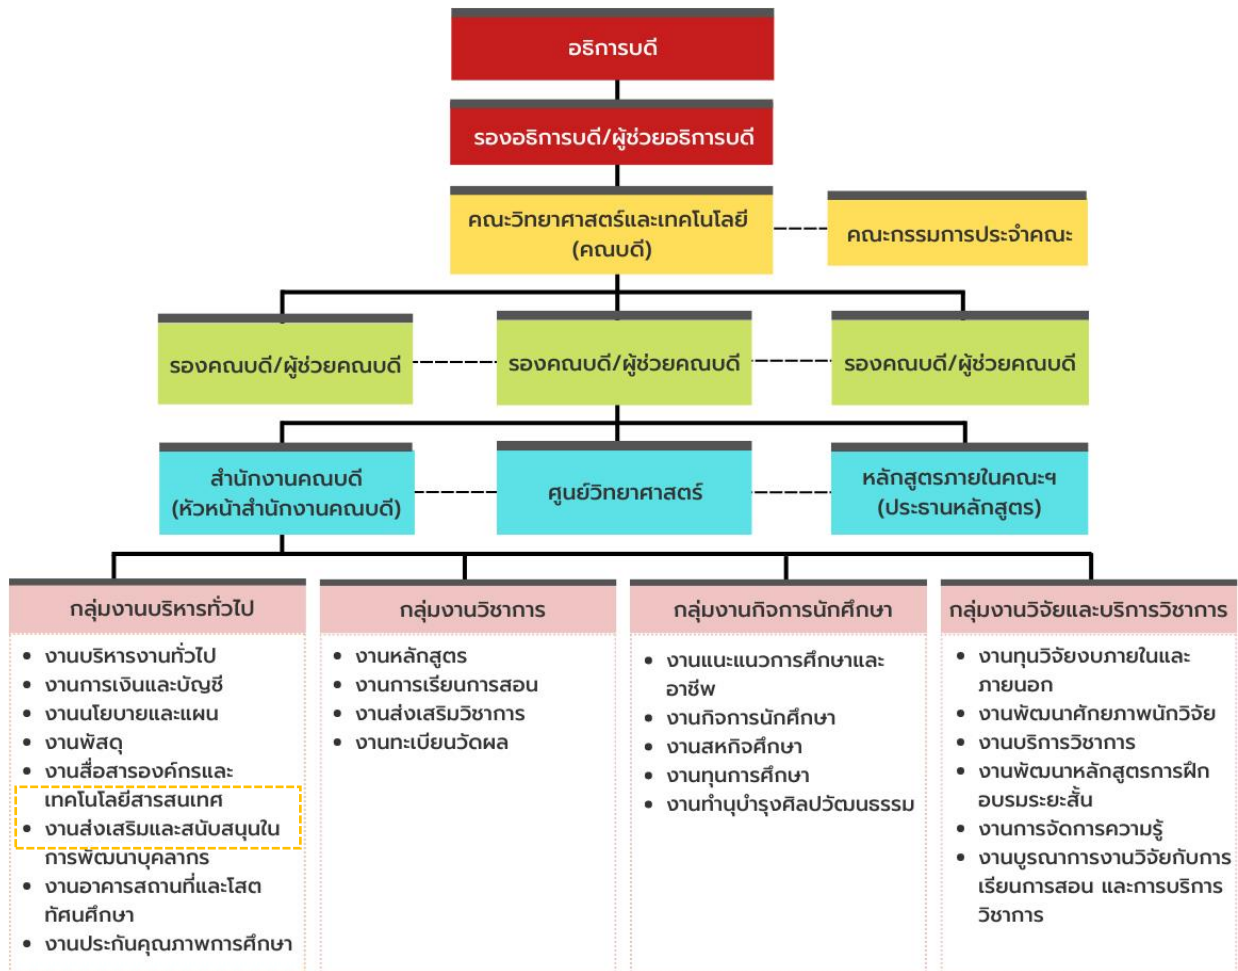 อธิการบดี
รองอธิการบดี/ผู้ช่วยอธิการบดี
คณะวิทยาศาสตร์และเทคโนโลยี
(คณบดี)
คณะกรรมการประจำคณะ
รองคณบดี/ผู้ช่วยคณบดี
รองคณบดี/ผู้ช่วยคณบดี
รองคณบดี/ผู้ช่วยคณบดี
สำนักงานคณบดี
(หัวหน้าสำนักงานคณบดี)
ศูนย์วิทยาศาสตร์
หลักสูตรภายในคณะฯ
(ประธานหลักสูตร)
กลุ่มงานบริหารทั่วไป
• งานบริหารงานทั่วไป
• งานการเงินและบัญชี
• งานนโยบายและแผน
• งานพัสดุ
• งานสื่อสารองค์กรและ
เทคโนโลยีสารสนเทศ
• งานส่งเสริมและสนับสนุนใน
การพัฒนาบุคลากร
• งานอาคารสถานที่และโสต
ทัศนศึกษา
• งานประกันคุณภาพการศึกษา
กลุ่มงานวิชาการ
• งานหลักสูตร
• งานการเรียนการสอน
• งานส่งเสริมวิชาการ
• งานทะเบียนวัดผล
กลุ่มงานกิจการนักศึกษา
• งานแนะแนวการศึกษาและ
อาชีพ
• งานกิจการนักศึกษา
• งานสหกิจศึกษา
• งานทุนการศึกษา
• งานทำนุบำรุงศิลปวัฒนธรรม
กลุ่มงานวิจัยและบริการวิชาการ
• งานทุนวิจัยงบภายในและ
ภายนอก
• งานพัฒนาศักยภาพนักวิจัย
• งานบริการวิชาการ
• งานพัฒนาหลักสูตรการฝึก
อบรมระยะสั้น
• งานการจัดการความรู้
• งานบูรณาการงานวิจัยกับการ
เรียนการสอน และการบริการ
วิชาการ